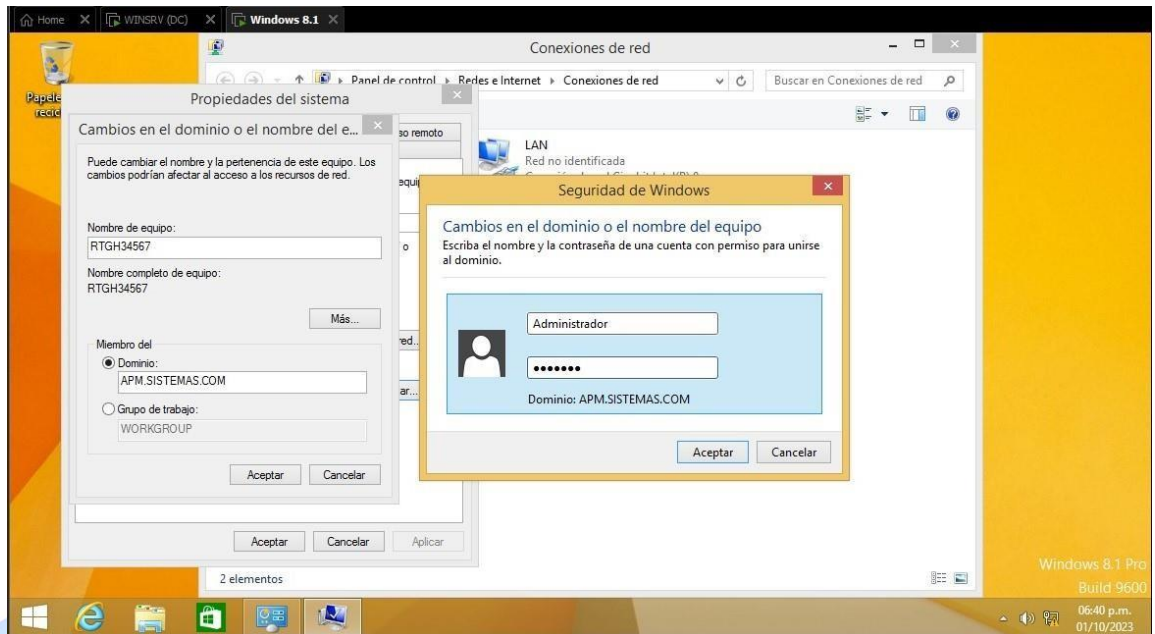 Home
WINSRV (DC)
Windows 8.1
Conexiones de red
Panel de control
Redes e Internet
Conexiones de red
Buscar en Conexiones de red
Propiedades del sistema
Cambios en el dominio o el nombre del e...
Puede cambiar el nombre y la pertenencia de este equipo. Los
cambios podrían afectar al acceso a los recursos de red.
Nombre de equipo:
RTGH34567
Nombre completo de equipo:
RTGH34567
Más...
Miembro del
Dominio:
APM.SISTEMAS.COM
Grupo de trabajo:
WORKGROUP
Aceptar
Cancelar
remoto
Aceptar
Cancelar
Aplicar
LAN
Red no identificada
Seguridad de Windows
Cambios en el dominio o el nombre del equipo
Escriba el nombre y la contraseña de una cuenta con permiso para unirse
al dominio.
Administrador
•••••••
Dominio: APM.SISTEMAS.COM
Aceptar
Cancelar
2 elementos
Windows 8.1 Pro
Build 9600
06:40 p.m.
01/10/2023